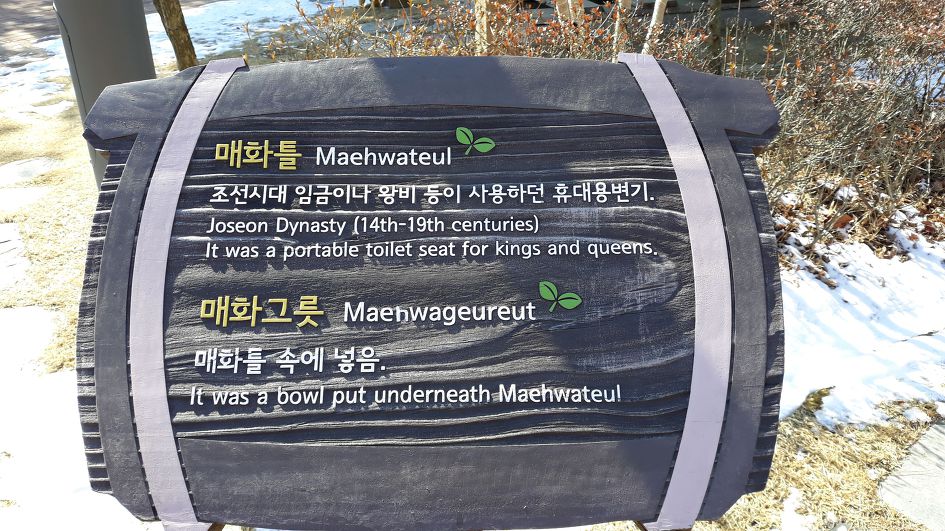 매화틀 Maehwateul
조선시대 임금이나 왕비 등이 사용하던 휴대용변기.
Joseon Dynasty (14th-19th centuries)
It was a portable toilet seat for kings and queens.
매화그릇 Maehwageureut
매화틀 속에 넣음.
It was a bowl put underneath Maehwateul